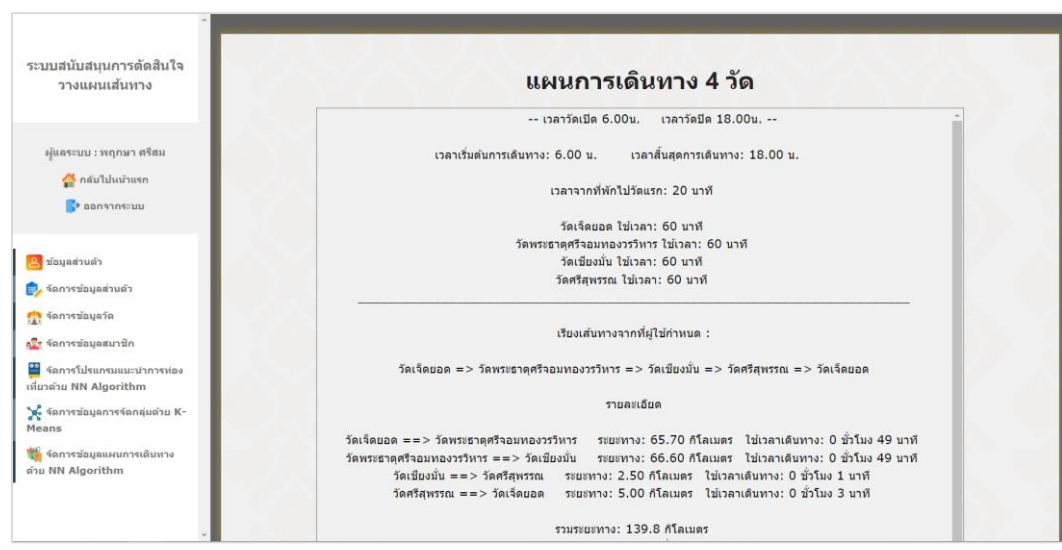 ระบบสนับสนุนการตัดสินใจ
วางแผนเส้นทาง
ผู้แลระบบ : พฤกษา ศรีสม
กลับไปหน้าแรก
ออกจากระบบ
ข้อมูลส่วนตัว
จัดการข้อมูลส่วนตัว
จัดการข้อมูลวัด
จัดการข้อมูลสมาชิก
จัดการโปรแกรมแนะนำการท่อง
เที่ยวด้วย NN Algorithm
จัดการข้อมูลการจัดกลุ่มด้วย K-
Means
จัดการข้อมูลแผนการเดินทาง
ด้วย NN Algorithm
แผนการเดินทาง 4 วัด
-- เวลาวัดเปิด 6.00น. เวลาวัดปิด 18.00น. --
เวลาเริ่มต้นการเดินทาง: 6.00 น. เวลาสิ้นสุดการเดินทาง: 18.00 น.
เวลาจากที่พักไปวัดแรก: 20 นาที
วัดเจ็ดยอด ใช้เวลา: 60 นาที
วัดพระธาตุศรีจอมทองวรวิหาร ใช้เวลา: 60 นาที
วัดเชียงมั่น ใช้เวลา: 60 นาที
วัดศรีสุพรรณ ใช้เวลา: 60 นาที
เรียงเส้นทางจากที่ผู้ใช้กำหนด :
วัดเจ็ดยอด => วัดพระธาตุศรีจอมทองวรวิหาร => วัดเชียงมั่น => วัดศรีสุพรรณ => วัดเจ็ดยอด
รายละเอียด
วัดเจ็ดยอด ==> วัดพระธาตุศรีจอมทองวรวิหาร ระยะทาง: 65.70 กิโลเมตร ใช้เวลาเดินทาง: 0 ชั่วโมง 49 นาที
วัดพระธาตุศรีจอมทองวรวิหาร ==> วัดเชียงมั่น ระยะทาง: 66.60 กิโลเมตร ใช้เวลาเดินทาง: 0 ชั่วโมง 49 นาที
วัดเชียงมั่น ==> วัดศรีสุพรรณ ระยะทาง: 2.50 กิโลเมตร ใช้เวลาเดินทาง: 0 ชั่วโมง 1 นาที
วัดศรีสุพรรณ ==> วัดเจ็ดยอด ระยะทาง: 5.00 กิโลเมตร ใช้เวลาเดินทาง: 0 ชั่วโมง 3 นาที
รวมระยะทาง: 139.8 กิโลเมตร